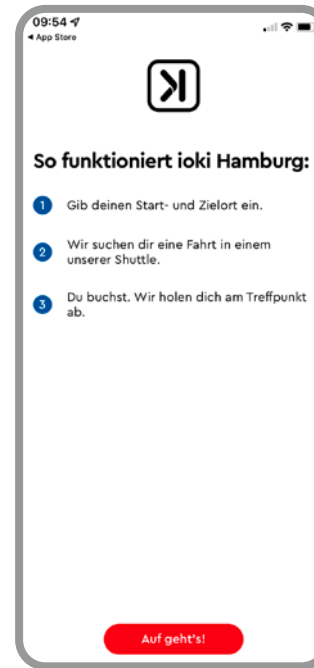 09:54
◂ App Store
So funktioniert ioki Hamburg:
1 Gib deinen Start- und Zielort ein.
2 Wir suchen dir eine Fahrt in einem
unserer Shuttle.
3 Du buchst. Wir holen dich am Treffpunkt
ab.
Auf geht's!